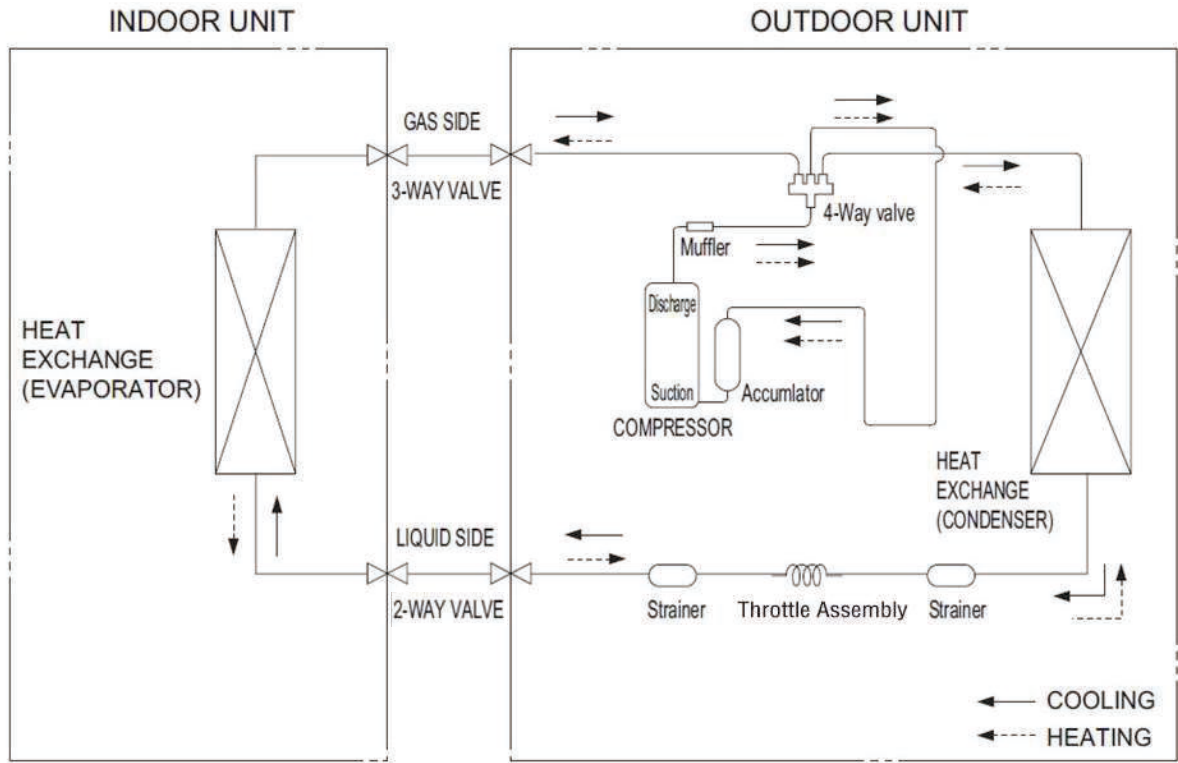 INDOOR UNIT
OUTDOOR UNIT
GAS SIDE
3-WAY VALVE
4-Way valve
Muffler
Discharge
Suction
Accumlator
COMPRESSOR
HEAT
EXCHANGE
(EVAPORATOR)
HEAT
EXCHANGE
(CONDENSER)
LIQUID SIDE
2-WAY VALVE
Strainer
Throttle Assembly
Strainer
COOLING
HEATING